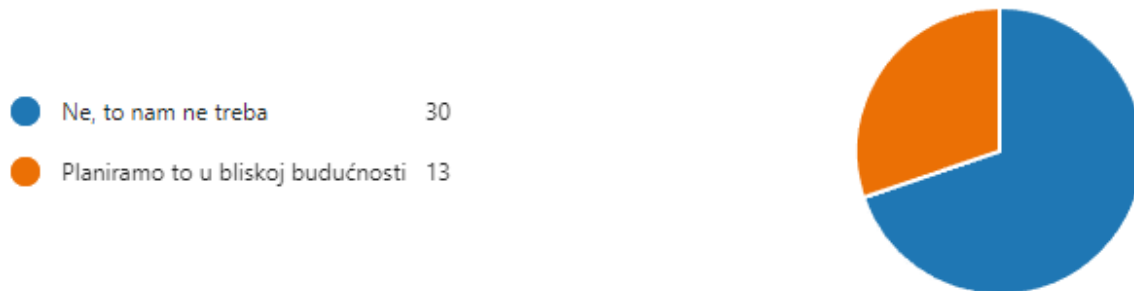 Ne, to nam ne treba 30
Planiramo to u bliskoj budućnosti 13